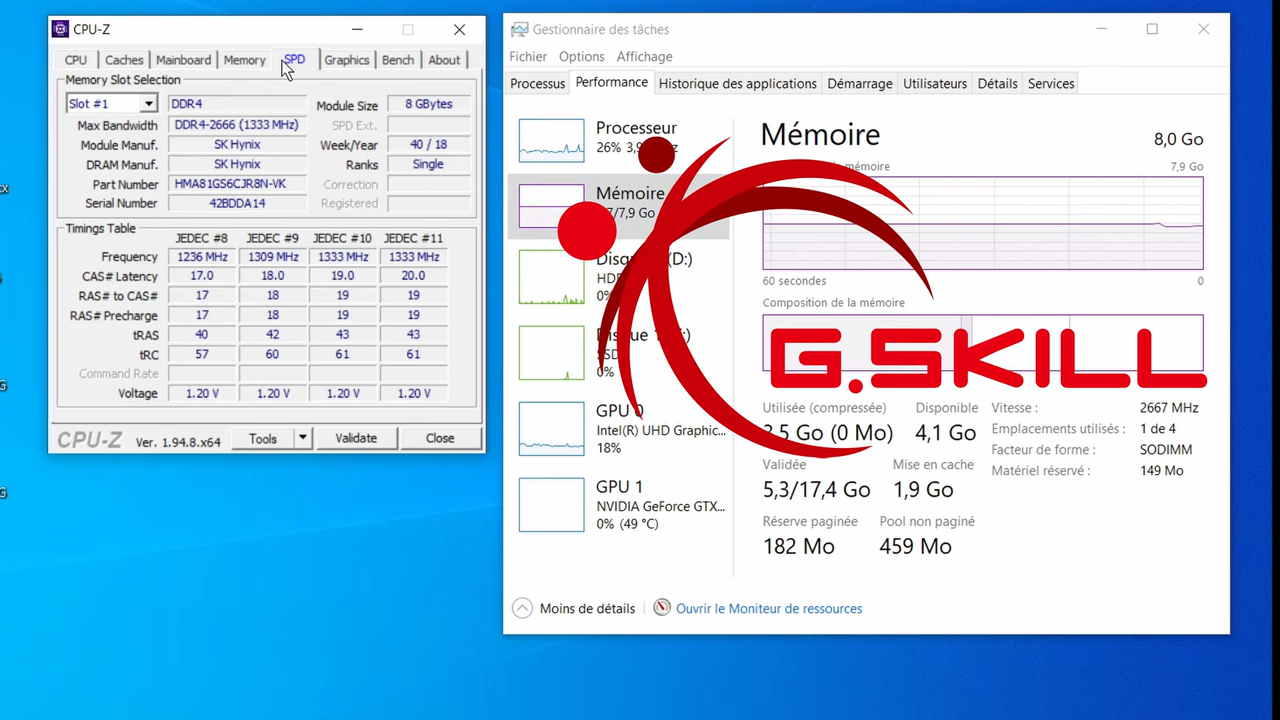 CPU-Z
CPU Caches Mainboard Memory SPD Graphics Bench About
Memory Slot Selection
Slot #1 DDR4 Module Size 8 GBytes
Max Bandwidth DDR4-2666 (1333 MHz) SPD Ext.
Module Manuf. SK Hynix Week/Year 40 / 18
DRAM Manuf. SK Hynix Ranks Single
Part Number HMA81GS6CJR8N-VK Correction
Serial Number 42BDDA14 Registered
Timings Table
JEDEC #8 JEDEC #9 JEDEC #10 JEDEC #11
Frequency 1236 MHz 1309 MHz 1333 MHz 1333 MHz
CAS# Latency 17.0 18.0 19.0 20.0
RAS# to CAS# 17 18 19 19
RAS# Precharge 17 18 19 19
tRAS 40 42 43 43
tRC 57 60 61 61
Command Rate
Voltage 1.20 V 1.20 V 1.20 V 1.20 V
CPU-Z Ver. 1.94.8.x64 Tools Validate Close
Gestionnaire des tâches
Fichier Options Affichage
Processus Performance Historique des applications Démarrage Utilisateurs Détails Services
Processeur
26%
Mémoire
/7,9 Go
(D:)
HD
0%
0%
GPU 0
Intel(R) UHD Graphic...
18%
GPU 1
NVIDIA GeForce GTX...
0% (49 °C)
Mémoire 8,0 Go
mémoire 7,9 Go
60 secondes 0
Composition de la mémoire
G.SKILL
Utilisée (compressée) Disponible
3,5 Go (0 Mo) 4,1 Go
Validée Mise en cache
5,3/17,4 Go 1,9 Go
Réserve paginée Pool non paginé
182 Mo 459 Mo
Vitesse : 2667 MHz
Emplacements utilisés : 1 de 4
Facteur de forme : SODIMM
Matériel réservé : 149 Mo
Moins de détails Ouvrir le Moniteur de ressources